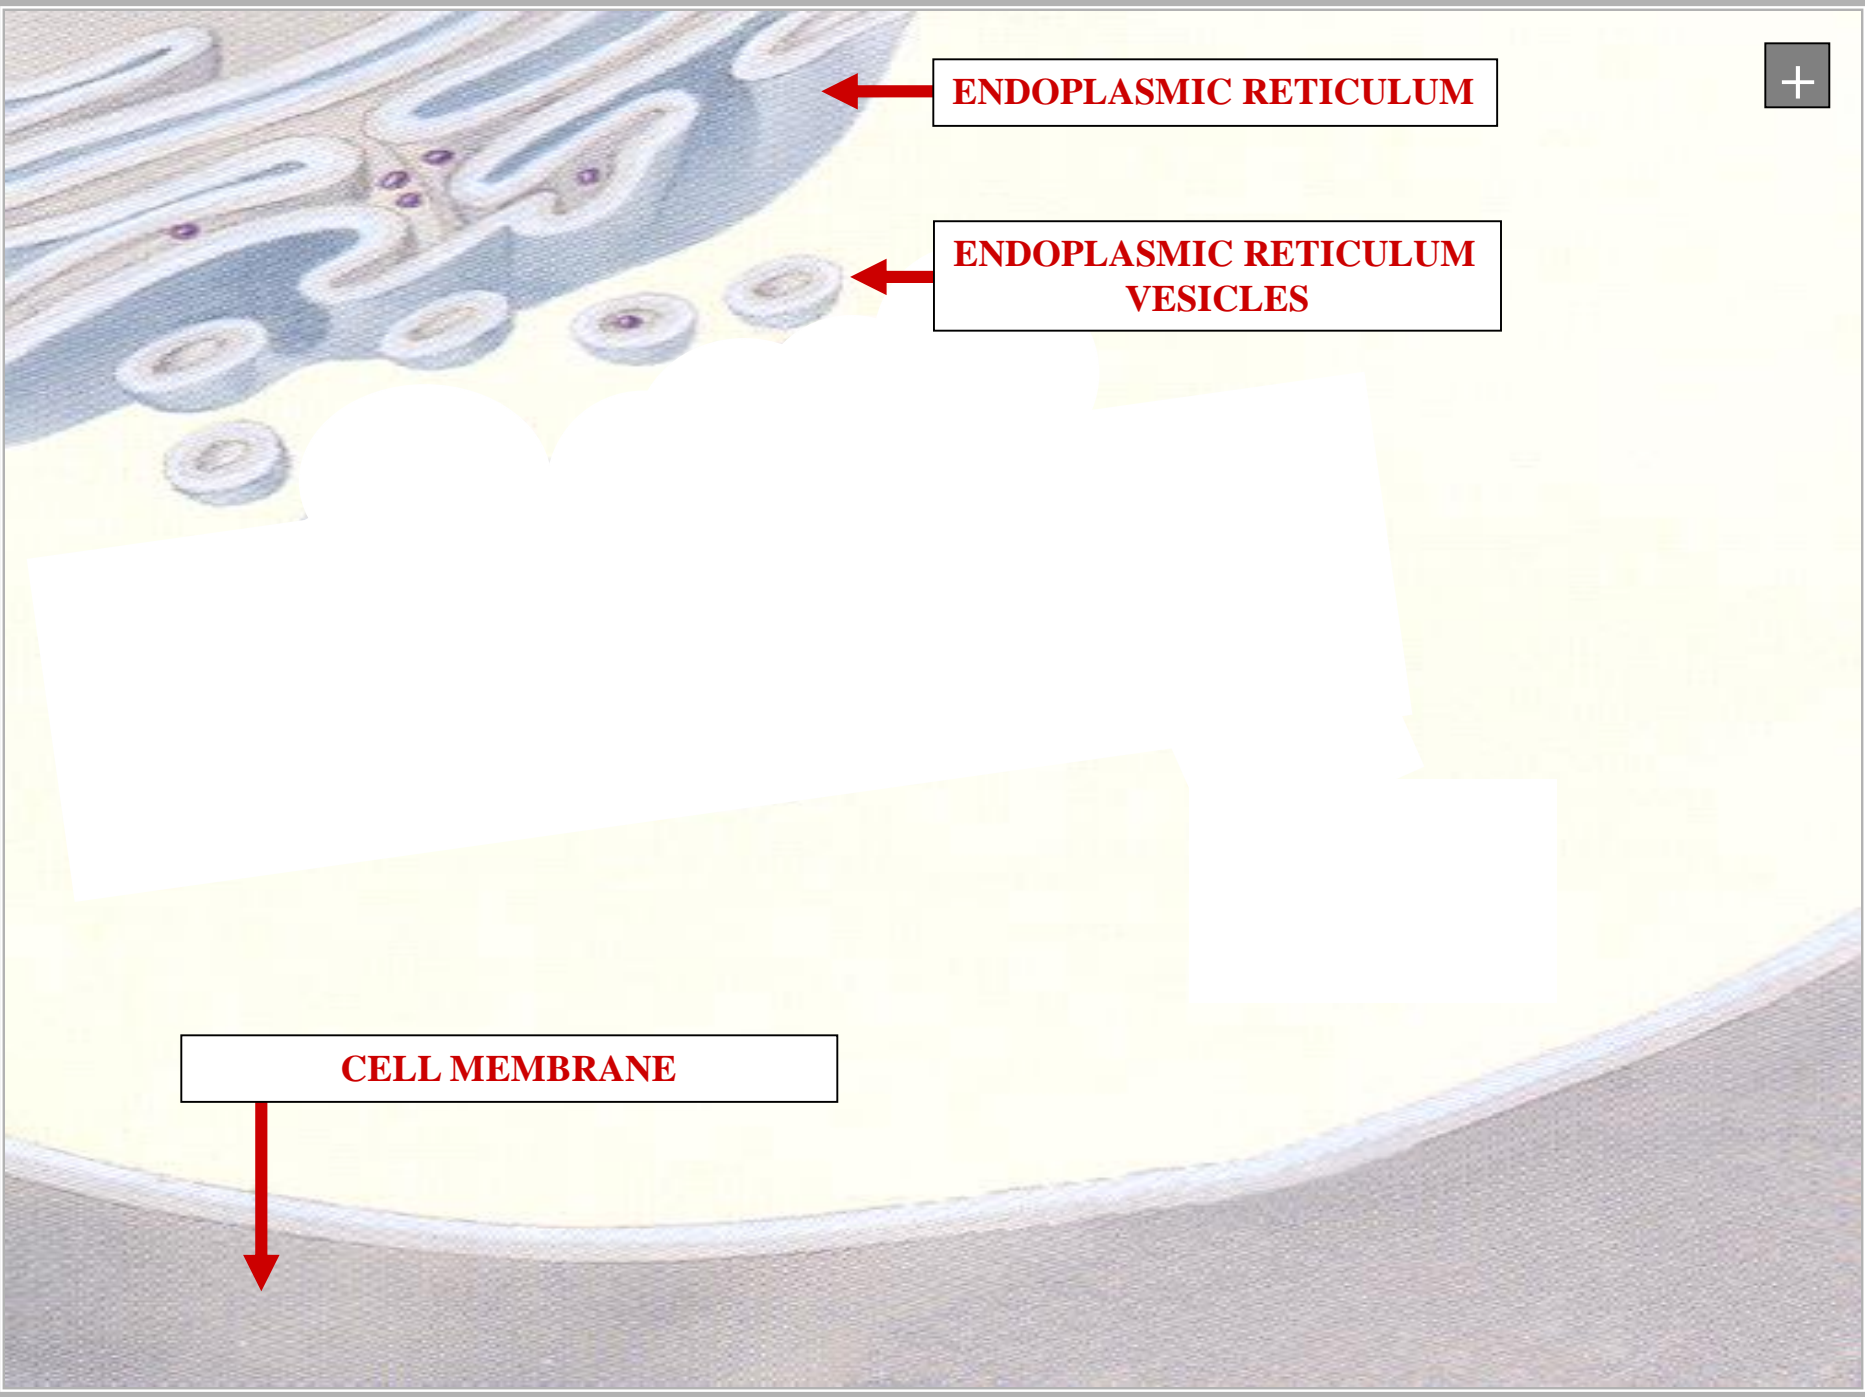 ENDOPLASMIC RETICULUM
+
ENDOPLASMIC RETICULUM
VESICLES
CELL MEMBRANE